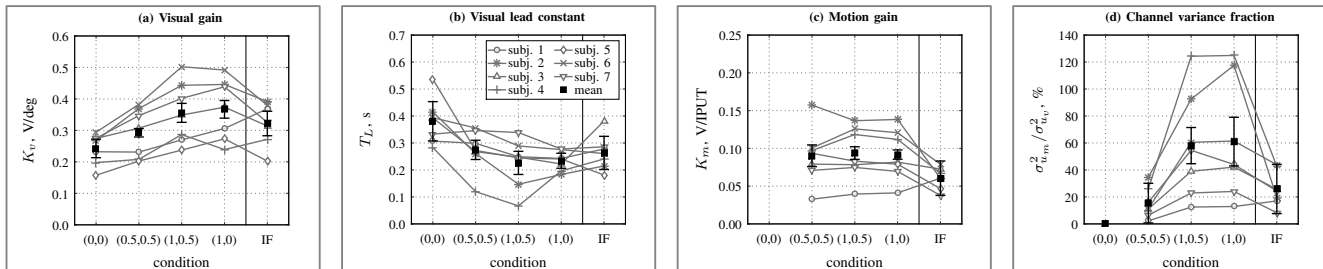 (a) Visual gain
0.6
0.5
0.4
0.3
0.2
0.1
0.0
K_v, V/deg
(0,0) (0.5,0.5) (1,0.5) (1,0) IF
condition
(b) Visual lead constant
0.7
0.6
0.5
0.4
0.3
0.2
0.1
0.0
T_L, s
subj. 1
subj. 2
subj. 3
subj. 4
subj. 5
subj. 6
subj. 7
mean
(0,0) (0.5,0.5) (1,0.5) (1,0) IF
condition
(c) Motion gain
0.25
0.20
0.15
0.10
0.05
0.00
K_m, V/IPUT
(0,0) (0.5,0.5) (1,0.5) (1,0) IF
condition
(d) Channel variance fraction
140
120
100
80
60
40
20
0
σ²_{u_m}/σ²_{u_v}, %
(0,0) (0.5,0.5) (1,0.5) (1,0) IF
condition